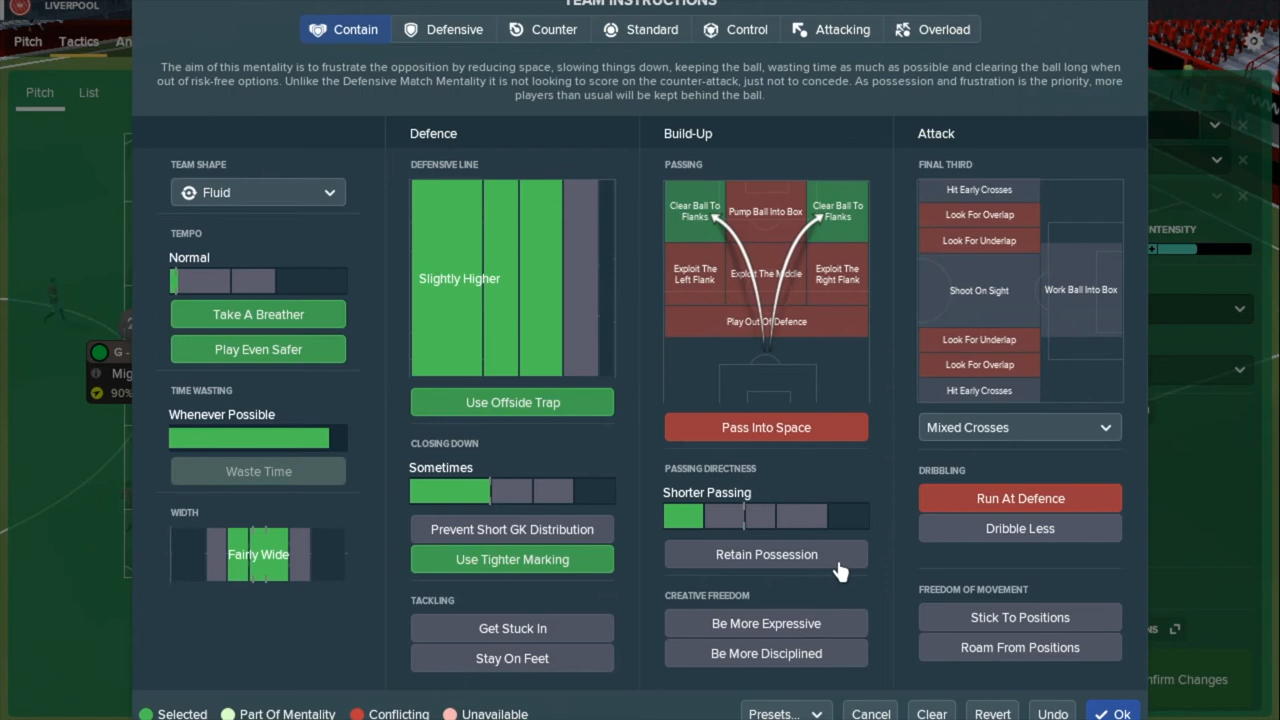 LIVERPOOL
TEAM INSTRUCTIONS
Pitch Tactics An
Contain Defensive Counter Standard Control Attacking Overload
The aim of this mentality is to frustrate the opposition by reducing space, slowing things down, keeping the ball, wasting time as much as possible and clearing the ball long when
out of risk-free options. Unlike the Defensive Match Mentality it is not looking to score on the counter-attack, just not to concede. As possession and frustration is the priority, more
players than usual will be kept behind the ball.
Pitch List
TEAM SHAPE
Fluid
TEMPO
Normal
Take A Breather
Play Even Safer
TIME WASTING
Whenever Possible
Waste Time
WIDTH
Fairly Wide
G -
Mig
90%
Defence
DEFENSIVE LINE
Slightly Higher
Use Offside Trap
CLOSING DOWN
Sometimes
Prevent Short GK Distribution
Use Tighter Marking
TACKLING
Get Stuck In
Stay On Feet
Build-Up
PASSING
Clear Ball To
Flanks
Pump Ball Into Box
Clear Ball To
Flanks
Exploit The
Left Flank
Exploit The Middle
Exploit The
Right Flank
Play Out Of Defence
Pass Into Space
PASSING DIRECTNESS
Shorter Passing
Retain Possession
CREATIVE FREEDOM
Be More Expressive
Be More Disciplined
Attack
FINAL THIRD
Hit Early Crosses
Look For Overlap
Look For Underlap
Shoot On Sight
Work Ball Into Box
Look For Underlap
Look For Overlap
Hit Early Crosses
Mixed Crosses
DRIBBLING
Run At Defence
Dribble Less
FREEDOM OF MOVEMENT
Stick To Positions
Roam From Positions
NTENSITY
NS
nfirm Changes
Selected Part Of Mentality Conflicting Unavailable
Presets... Cancel Clear Revert Undo Ok